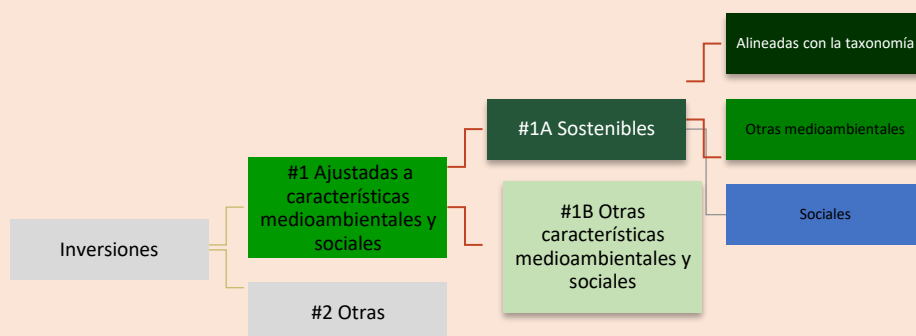 Inversiones
#1 Ajustadas a
características
medioambientales y
sociales
#2 Otras
#1A Sostenibles
#1B Otras
características
medioambientales y
sociales
Alineadas con la taxonomía
Otras medioambientales
Sociales